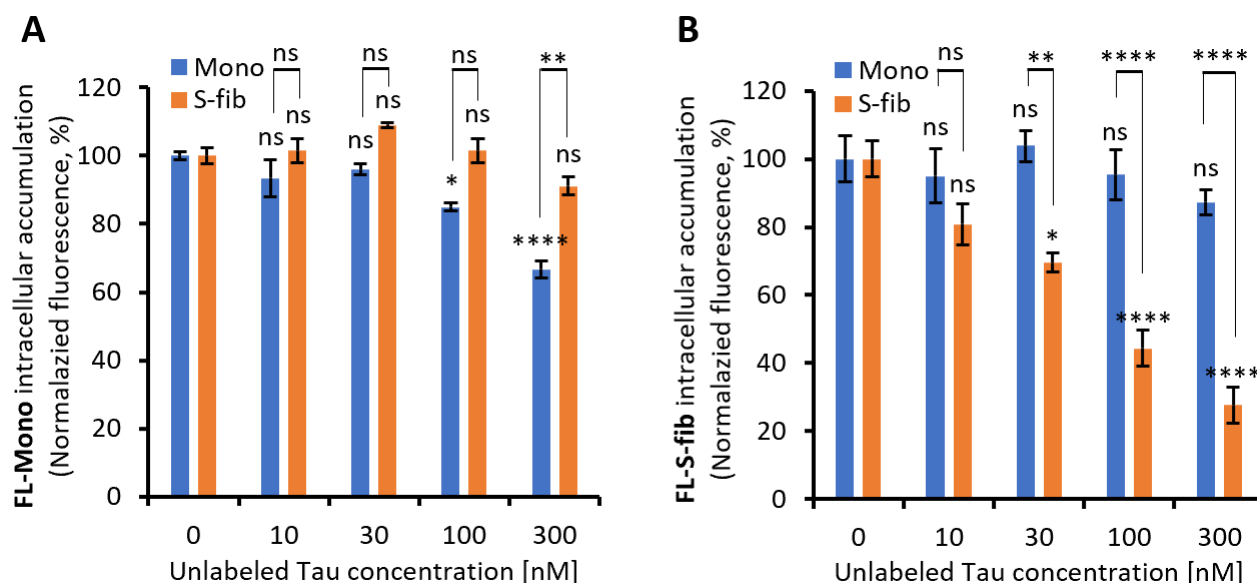 A
Mono
S-fib
ns
ns
ns
**
ns
ns
ns
ns
*
ns
****
ns
120
100
80
60
40
20
0
0
10
30
100
300
Unlabeled Tau concentration [nM]
FL-Mono intracellular accumulation
(Normalazied fluorescence, %)
B
Mono
S-fib
ns
**
****
****
ns
ns
ns
*
ns
****
ns
****
120
100
80
60
40
20
0
0
10
30
100
300
Unlabeled Tau concentration [nM]
FL-S-fib intracellular accumulation
(Normalazied fluorescence, %)